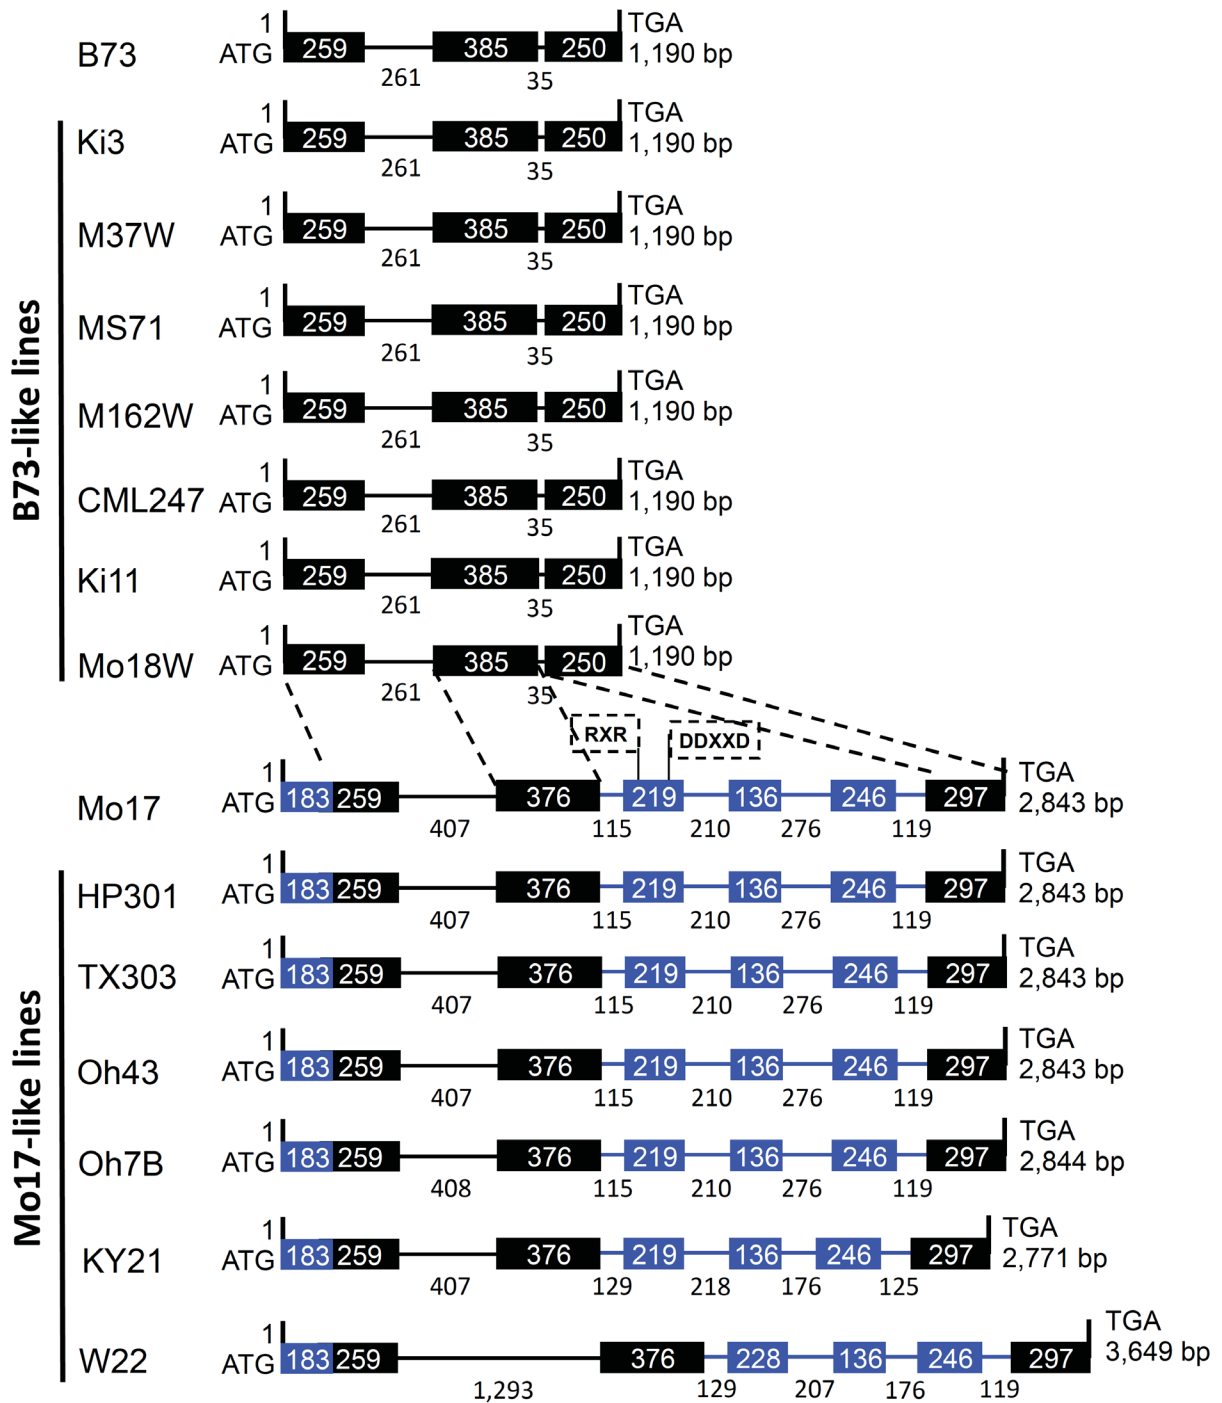 B73-like lines
B73
1
ATG
259
385
250
TGA
1,190 bp
261
35
Ki3
1
ATG
259
385
250
TGA
1,190 bp
261
35
M37W
1
ATG
259
385
250
TGA
1,190 bp
261
35
MS71
1
ATG
259
385
250
TGA
1,190 bp
261
35
M162W
1
ATG
259
385
250
TGA
1,190 bp
261
35
CML247
1
ATG
259
385
250
TGA
1,190 bp
261
35
Ki11
1
ATG
259
385
250
TGA
1,190 bp
261
35
Mo18W
1
ATG
259
385
250
TGA
1,190 bp
261
35
RXR
DDXXD
Mo17
1
ATG
183
259
376
219
136
246
297
TGA
2,843 bp
407
115
210
276
119
Mo17-like lines
HP301
1
ATG
183
259
376
219
136
246
297
TGA
2,843 bp
407
115
210
276
119
TX303
1
ATG
183
259
376
219
136
246
297
TGA
2,843 bp
407
115
210
276
119
Oh43
1
ATG
183
259
376
219
136
246
297
TGA
2,843 bp
407
115
210
276
119
Oh7B
1
ATG
183
259
376
219
136
246
297
TGA
2,844 bp
408
115
210
276
119
KY21
1
ATG
183
259
376
219
136
246
297
TGA
2,771 bp
407
129
218
176
125
W22
1
ATG
183
259
376
228
136
246
297
TGA
3,649 bp
1,293
129
207
176
119